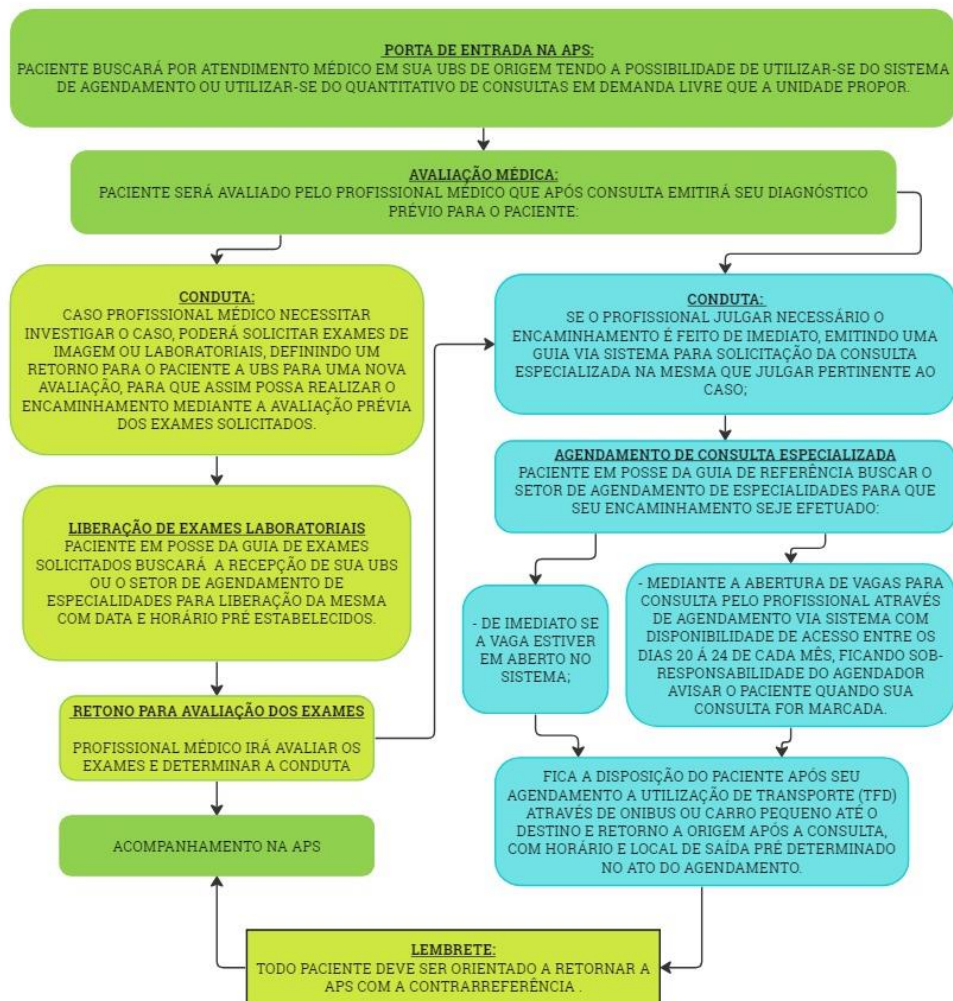 PORTA DE ENTRADA NA APS:
PACIENTE BUSCARÁ POR ATENDIMENTO MÉDICO EM SUA UBS DE ORIGEM TENDO A POSSIBILIDADE DE UTILIZAR-SE DO SISTEMA
DE AGENDAMENTO OU UTILIZAR-SE DO QUANTITATIVO DE CONSULTAS EM DEMANDA LIVRE QUE A UNIDADE PROPOR.
AVALIAÇÃO MÉDICA:
PACIENTE SERÁ AVALIADO PELO PROFISSIONAL MÉDICO QUE APÓS CONSULTA EMITIRÁ SEU DIAGNÓSTICO
PRÉVIO PARA O PACIENTE:
CONDUTA:
CASO PROFISSIONAL MÉDICO NECESSITAR
INVESTIGAR O CASO, PODERÁ SOLICITAR EXAMES DE
IMAGEM OU LABORATORIAIS, DEFININDO UM
RETORNO PARA O PACIENTE A UBS PARA UMA NOVA
AVALIAÇÃO, PARA QUE ASSIM POSSA REALIZAR O
ENCAMINHAMENTO MEDIANTE A AVALIAÇÃO PRÉVIA
DOS EXAMES SOLICITADOS.
LIBERAÇÃO DE EXAMES LABORATORIAIS
PACIENTE EM POSSE DA GUIA DE EXAMES
SOLICITADOS BUSCARÁ A RECEPÇÃO DE SUA UBS
OU O SETOR DE AGENDAMENTO DE
ESPECIALIDADES PARA LIBERAÇÃO DA MESMA
COM DATA E HORÁRIO PRÉ ESTABELECIDOS.
RETONO PARA AVALIAÇÃO DOS EXAMES
PROFISSIONAL MÉDICO IRÁ AVALIAR OS
EXAMES E DETERMINAR A CONDUTA
ACOMPANHAMENTO NA APS
CONDUTA:
SE O PROFISSIONAL JULGAR NECESSÁRIO O
ENCAMINHAMENTO É FEITO DE IMEDIATO, EMITINDO UMA
GUIA VIA SISTEMA PARA SOLICITAÇÃO DA CONSULTA
ESPECIALIZADA NA MESMA QUE JULGAR PERTINENTE AO
CASO;
AGENDAMENTO DE CONSULTA ESPECIALIZADA
PACIENTE EM POSSE DA GUIA DE REFERÊNCIA BUSCAR O
SETOR DE AGENDAMENTO DE ESPECIALIDADES PARA QUE
SEU ENCAMINHAMENTO SEJE EFETUADO:
- DE IMEDIATO SE
A VAGA ESTIVER
EM ABERTO NO
SISTEMA;
- MEDIANTE A ABERTURA DE VAGAS PARA
CONSULTA PELO PROFISSIONAL ATRAVÉS
DE AGENDAMENTO VIA SISTEMA COM
DISPONIBILIDADE DE ACESSO ENTRE OS
DIAS 20 Á 24 DE CADA MÊS, FICANDO SOB-
RESPONSABILIDADE DO AGENDADOR
AVISAR O PACIENTE QUANDO SUA
CONSULTA FOR MARCADA.
FICA A DISPOSIÇÃO DO PACIENTE APÓS SEU
AGENDAMENTO A UTILIZAÇÃO DE TRANSPORTE (TFD)
ATRAVÉS DE ONIBUS OU CARRO PEQUENO ATÉ O
DESTINO E RETORNO A ORIGEM APÓS A CONSULTA,
COM HORÁRIO E LOCAL DE SAÍDA PRÉ DETERMINADO
NO ATO DO AGENDAMENTO.
LEMBRETE:
TODO PACIENTE DEVE SER ORIENTADO A RETORNAR A
APS COM A CONTRARREFERÊNCIA .